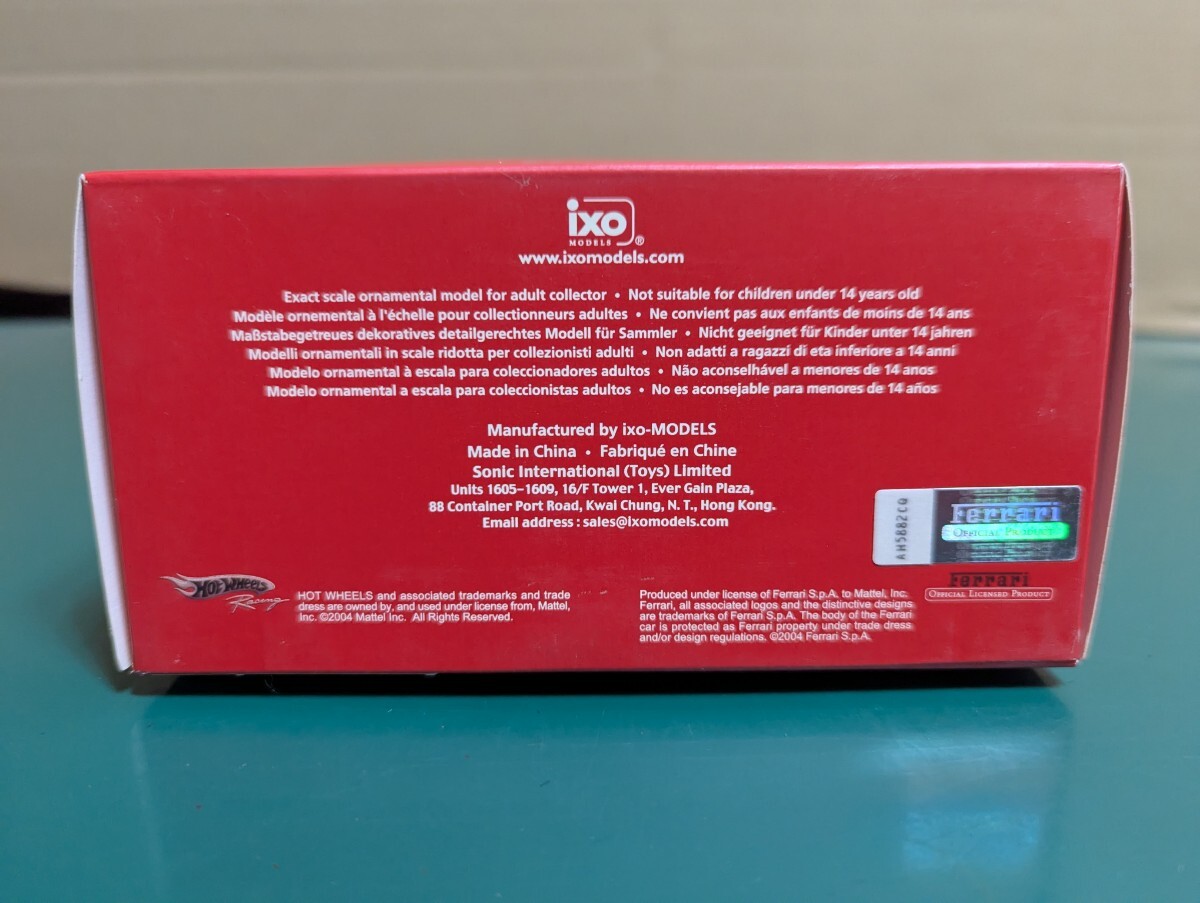 ixo
MODELS ®
www.ixomodels.com
Exact scale ornamental model for adult collector • Not suitable for children under 14 years old
Modèle ornemental à l'échelle pour collectionneurs adultes • Ne convient pas aux enfants de moins de 14 ans
Maßstabegetreues dekoratives detailgerechtes Modell für Sammler • Nicht geeignet für Kinder unter 14 jahren
Modelli ornamentali in scale ridotta per collezionisti adulti • Non adatti a ragazzi di eta inferiore a 14 anni
Modelo ornamental à escala para coleccionadores adultos • Não aconselhável a menores de 14 anos
Modelo ornamental a escala para coleccionistas adultos • No es aconsejable para menores de 14 años
Manufactured by ixo-MODELS
Made in China • Fabriqué en Chine
Sonic International (Toys) Limited
Units 1605-1609, 16/F Tower 1, Ever Gain Plaza,
88 Container Port Road, Kwai Chung, N. T., Hong Kong.
Email address : sales@ixomodels.com
AH5882CQ
Ferrari
OFFICIAL PRODUCT
Ferrari
OFFICIAL LICENSED PRODUCT
HOT WHEELS
Racing
HOT WHEELS and associated trademarks and trade
dress are owned by, and used under license from, Mattel,
Inc. ©2004 Mattel Inc. All Rights Reserved.
Produced under license of Ferrari S.p.A. to Mattel, Inc.
Ferrari, all associated logos and the distinctive designs
are trademarks of Ferrari S.p.A. The body of the Ferrari
car is protected as Ferrari property under trade dress
and/or design regulations. ©2004 Ferrari S.p.A.